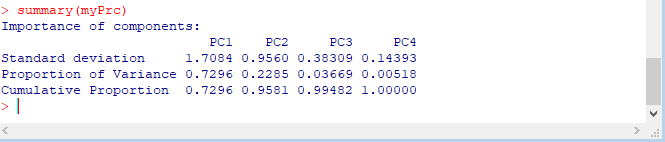 > summary(myPrc)
Importance of components:
                          PC1    PC2     PC3     PC4
Standard deviation     1.7084 0.9560 0.38309 0.14393
Proportion of Variance 0.7296 0.2285 0.03669 0.00518
Cumulative Proportion  0.7296 0.9581 0.99482 1.00000
>